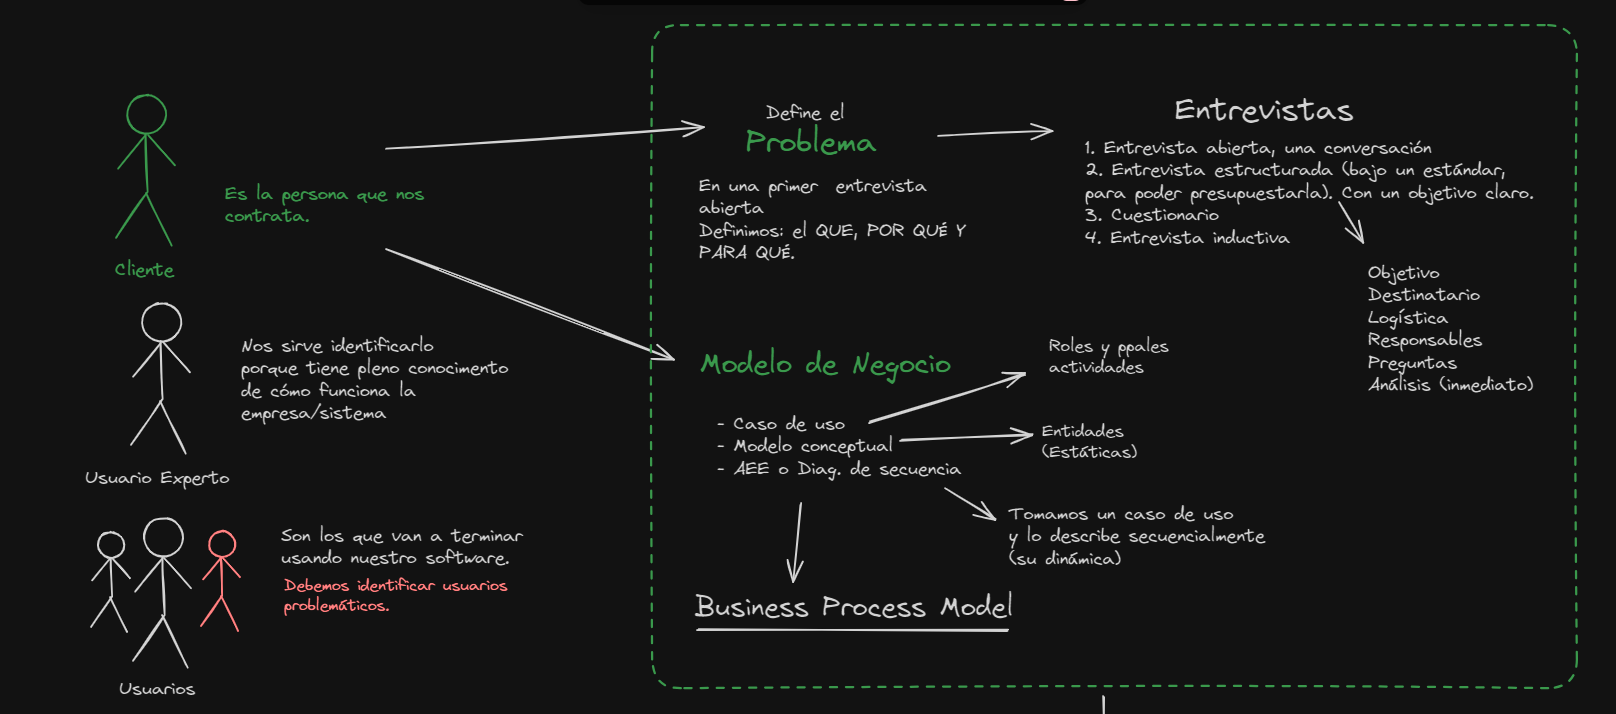 Es la persona que nos
contrata.
Cliente
Nos sirve identificarlo
porque tiene pleno conocimento
de cómo funciona la
empresa/sistema
Usuario Experto
Son los que van a terminar
usando nuestro software.
Debemos identificar usuarios
problemáticos.
Usuarios
Define el
Problema
En una primer entrevista
abierta
Definimos: el QUE, POR QUÉ Y
PARA QUÉ.
Entrevistas
1. Entrevista abierta, una conversación
2. Entrevista estructurada (bajo un estándar,
para poder presupuestarla). Con un objetivo claro.
3. Cuestionario
4. Entrevista inductiva
Objetivo
Destinatario
Logística
Responsables
Preguntas
Análisis (inmediato)
Modelo de Negocio
- Caso de uso
- Modelo conceptual
- AEE o Diag. de secuencia
Roles y ppales
actividades
Entidades
(Estáticas)
Tomamos un caso de uso
y lo describe secuencialmente
(su dinámica)
Business Process Model